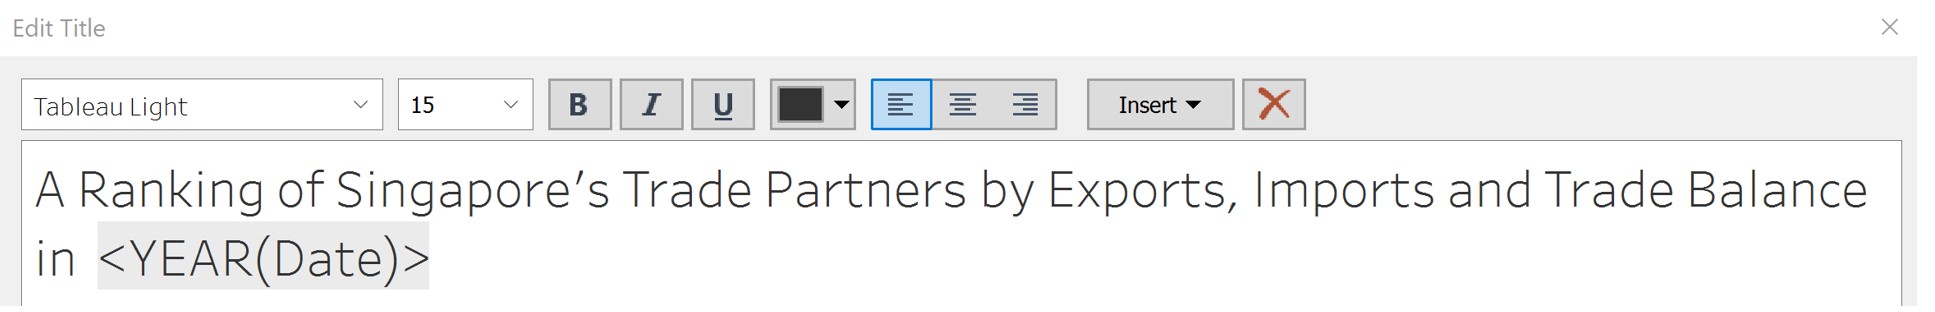 Edit Title
Tableau Light 15 B I U Insert
A Ranking of Singapore’s Trade Partners by Exports, Imports and Trade Balance
in <YEAR(Date)>